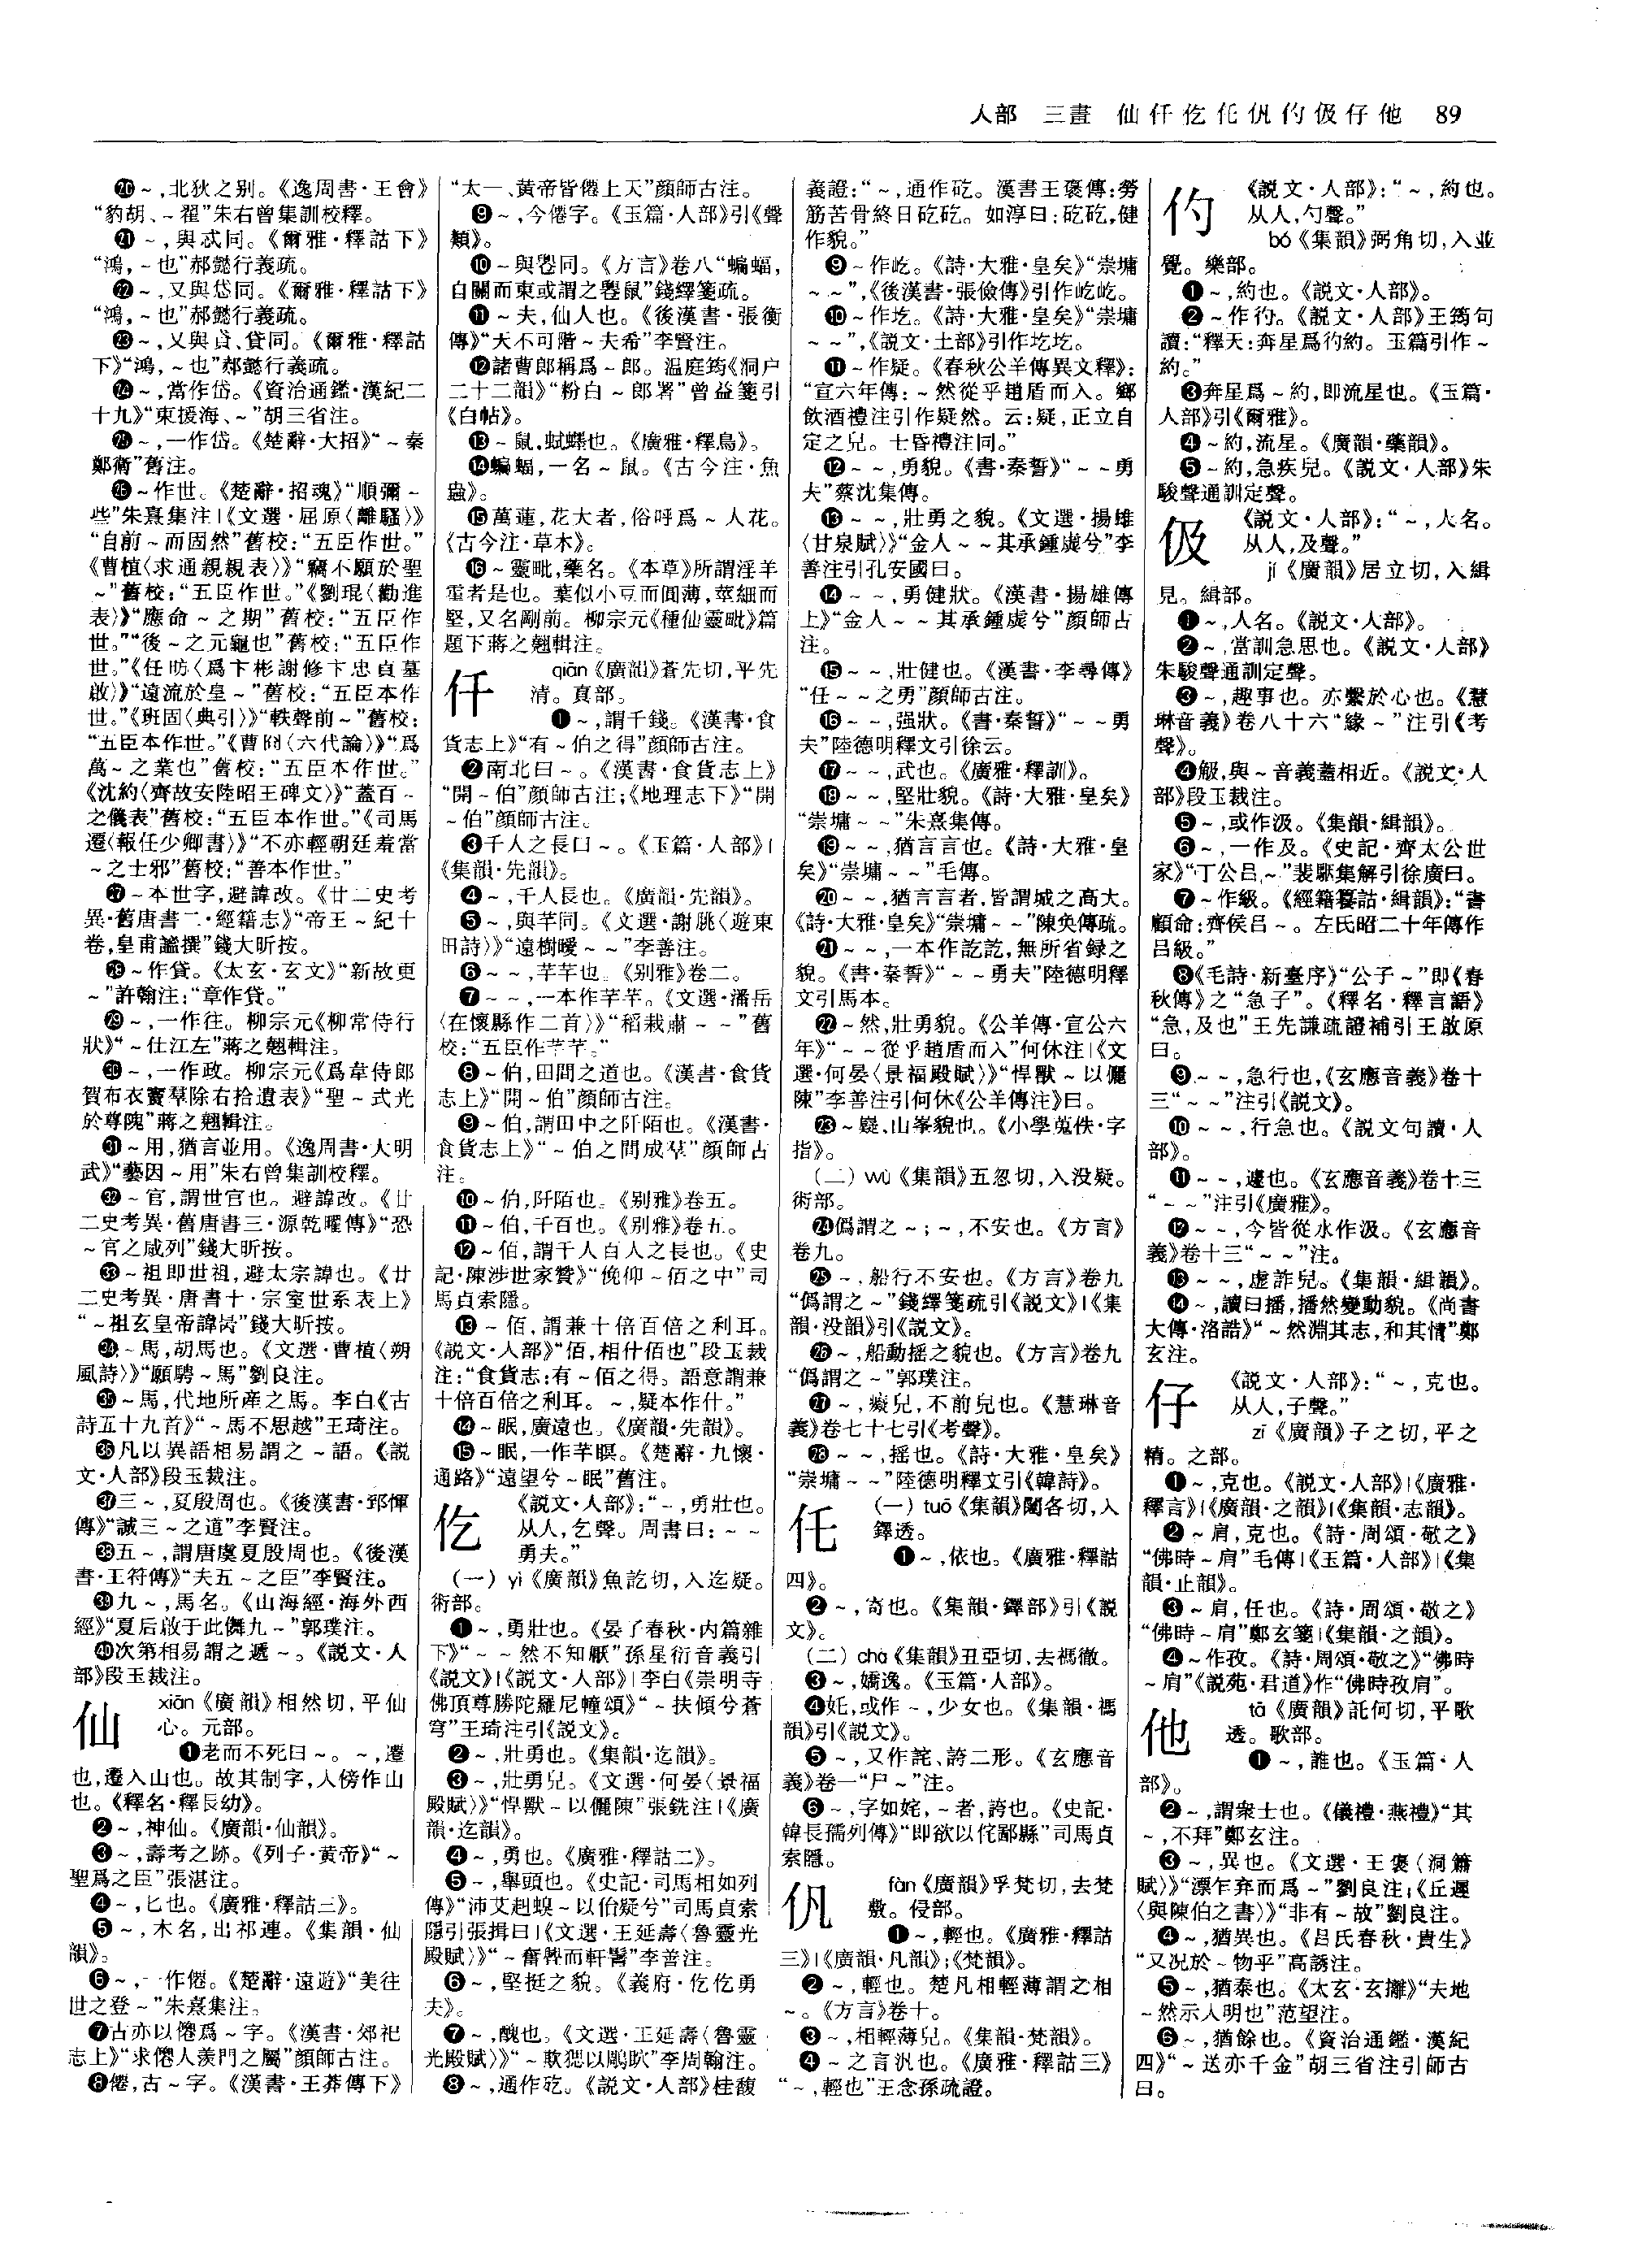 人部　三畫　仙仟仡仛仉彴伋仔他　89
⑳～,北狄之别。《逸周書·王會》
“豹胡、～翟”朱右曾集訓校釋。
㉑～,與忒同。《爾雅·釋詁下》
“鴻,～也”郝懿行義疏。
㉒～,又與岱同。《爾雅·釋詁下》
“鴻,～也”郝懿行義疏。
㉓～,又與貣、貸同。《爾雅·釋詁
下》“鴻,～也”郝懿行義疏。
㉔～,當作岱。《資治通鑑·漢紀二
十九》“東援海、～”胡三省注。
㉕～,一作岱。《楚辭·大招》“～秦
鄭衛”舊注。
㉖～作世。《楚辭·招魂》“順彌～
些”朱熹集注|《文選·屈原〈離騷〉》
“自前～而固然”舊校:“五臣作世。”
《曹植〈求通親親表〉》“竊不願於聖
～”舊校:“五臣作世。”《劉琨〈勸進
表〉》“應命～之期”舊校:“五臣作
世。”“後～之元龜也”舊校:“五臣作
世。”《任昉〈爲卞彬謝修卞忠貞墓
啟〉》“遠流於皇～”舊校:“五臣本作
世。”《班固〈典引〉》“軼聲前～”舊校:
“五臣本作世。”《曹冏〈六代論〉》“爲
萬～之業也”舊校:“五臣本作世。”
《沈約〈齊故安陸昭王碑文〉》“蓋百～
之儀表”舊校:“五臣本作世。”《司馬
遷〈報任少卿書〉》“不亦輕朝廷羞當
～之士邪”舊校:“善本作世。”
㉗～本世字,避諱改。《廿二史考
異·舊唐書二·經籍志》“帝王～紀十
卷,皇甫謐撰”錢大昕按。
㉘～作貸。《太玄·玄文》“新故更
～”許翰注:“章作貸。”
㉙～,一作往。柳宗元《柳常侍行
狀》“～仕江左”蔣之翹輯注。
㉚～,一作政。柳宗元《爲韋侍郎
賀布衣竇羣除右拾遺表》“聖～式光
於尊隗”蔣之翹輯注。
㉛～用,猶言並用。《逸周書·大明
武》“藝因～用”朱右曾集訓校釋。
㉜～官,謂世官也。避諱改。《廿
二史考異·舊唐書三·源乾曜傳》“恐
～官之咸列”錢大昕按。
㉝～祖即世祖,避太宗諱也。《廿
二史考異·唐書十·宗室世系表上》
“～祖玄皇帝諱昞”錢大昕按。
㉞～馬,胡馬也。《文選·曹植〈朔
風詩〉》“願騁～馬”劉良注。
㉟～馬,代地所產之馬。李白《古
詩五十九首》“～馬不思越”王琦注。
㊱凡以異語相易謂之～語。《説
文·人部》段玉裁注。
㊲三～,夏殷周也。《後漢書·郅惲
傳》“誠三～之道”李賢注。
㊳五～,謂唐虞夏殷周也。《後漢
書·王符傳》“夫五～之臣”李賢注。
㊴九～,馬名。《山海經·海外西
經》“夏后啟于此儛九～”郭璞注。
㊵次第相易謂之遞～。《説文·人
部》段玉裁注。
仙　xiān《廣韻》相然切,平仙
心。元部。
❶老而不死曰～。～,遷
也,遷入山也。故其制字,人傍作山
也。《釋名·釋長幼》。
❷～,神仙。《廣韻·仙韻》。
❸～,壽考之跡。《列子·黄帝》“～
聖爲之臣”張湛注。
❹～,匕也。《廣雅·釋詁三》。
❺～,木名,出祁連。《集韻·仙
韻》。
❻～,一作僊。《楚辭·遠遊》“美往
世之登～”朱熹集注。
❼古亦以僊爲～字。《漢書·郊祀
志上》“求僊人羨門之屬”顔師古注。
❽僊,古～字。《漢書·王莽傳下》
“太一、黄帝皆僊上天”顔師古注。
❾～,今僊字。《玉篇·人部》引《聲
類》。
❿～與䙴同。《方言》卷八“蝙蝠,
自關而東或謂之䙴鼠”錢繹箋疏。
⓫～夫,仙人也。《後漢書·張衡
傳》“天不可階～夫希”李賢注。
⓬諸曹郎稱爲～郎。温庭筠《洞户
二十二韻》“粉白～郎署”曾益箋引
《白帖》。
⓭～鼠,蚮蟔也。《廣雅·釋鳥》。
⓮蝙蝠,一名～鼠。《古今注·魚
蟲》。
⓯萬蓮,花大者,俗呼爲～人花。
《古今注·草木》。
⓰～靈毗,藥名。《本草》所謂淫羊
藿者是也。葉似小豆而圓薄,莖細而
堅,又名剛前。柳宗元《種仙靈毗》篇
題下蔣之翹輯注。
仟　qiān《廣韻》蒼先切,平先
清。真部。
❶～,謂千錢。《漢書·食
貨志上》“有～伯之得”顔師古注。
❷南北曰～。《漢書·食貨志上》
“開～伯”顔師古注;《地理志下》“開
～伯”顔師古注。
❸千人之長曰～。《玉篇·人部》|
《集韻·先韻》。
❹～,千人長也。《廣韻·先韻》。
❺～,與芊同。《文選·謝朓〈遊東
田詩〉》“遠樹曖～～”李善注。
❻～～,芊芊也。《别雅》卷二。
❼～～,一本作芊芊。《文選·潘岳
〈在懷縣作二首〉》“稻栽肅～～”舊
校:“五臣作芊芊。”
❽～伯,田間之道也。《漢書·食貨
志上》“開～伯”顔師古注。
❾～伯,謂田中之阡陌也。《漢書·
食貨志上》“～伯之間成㙇”顔師古
注。
❿～伯,阡陌也。《别雅》卷五。
⓫～伯,千百也。《别雅》卷五。
⓬～佰,謂千人百人之長也。《史
記·陳涉世家贊》“俛仰～佰之中”司
馬貞索隱。
⓭～佰,謂兼十倍百倍之利耳。
《説文·人部》“佰,相什佰也”段玉裁
注:“食貨志:有～佰之得。語意謂兼
十倍百倍之利耳。～,疑本作什。”
⓮～眠,廣遠也。《廣韻·先韻》。
⓯～眠,一作芊瞑。《楚辭·九懷·
通路》“遠望兮～眠”舊注。
仡　《説文·人部》:“～,勇壯也。
从人,乞聲。周書曰:～～
勇夫。”
(一) yì《廣韻》魚訖切,入迄疑。
術部。
❶～,勇壯也。《晏子春秋·内篇雜
下》“～～然不知厭”孫星衍音義引
《説文》|《説文·人部》|李白《崇明寺
佛頂尊勝陀羅尼幢頌》“～扶傾兮蒼
穹”王琦注引《説文》。
❷～,壯勇也。《集韻·迄韻》。
❸～,壯勇皃。《文選·何晏〈景福
殿賦〉》“悍獸～以儷陳”張銑注|《廣
韻·迄韻》。
❹～,勇也。《廣雅·釋詁二》。
❺～,舉頭也。《史記·司馬相如列
傳》“沛艾赳螑～以佁疑兮”司馬貞索
隱引張揖曰|《文選·王延壽〈魯靈光
殿賦〉》“～奮舋而軒鬐”李善注。
❻～,堅挺之貌。《義府·仡仡勇
夫》。
❼～,醜也。《文選·王延壽〈魯靈
光殿賦〉》“～欺𤟧以鵰𥄎”李周翰注。
❽～,通作矻。《説文·人部》桂馥
義證:“～,通作矻。漢書王褒傳:勞
筋苦骨終日矻矻。如淳曰:矻矻,健
作貌。”
❾～作屹。《詩·大雅·皇矣》“崇墉
～～”,《後漢書·張儉傳》引作屹屹。
❿～作圪。《詩·大雅·皇矣》“崇墉
～～”,《説文·土部》引作圪圪。
⓫～作疑。《春秋公羊傳異文釋》:
“宣六年傳:～然從乎趙盾而入。鄉
飲酒禮注引作疑然。云:疑,正立自
定之皃。士昏禮注同。”
⓬～～,勇貌。《書·秦誓》“～～勇
夫”蔡沈集傳。
⓭～～,壯勇之貌。《文選·揚雄
〈甘泉賦〉》“金人～～其承鍾虡兮”李
善注引孔安國曰。
⓮～～,勇健狀。《漢書·揚雄傳
上》“金人～～其承鍾虡兮”顔師古
注。
⓯～～,壯健也。《漢書·李尋傳》
“任～～之勇”顔師古注。
⓰～～,强狀。《書·秦誓》“～～勇
夫”陸德明釋文引徐云。
⓱～～,武也。《廣雅·釋訓》。
⓲～～,堅壯貌。《詩·大雅·皇矣》
“崇墉～～”朱熹集傳。
⓳～～,猶言言也。《詩·大雅·皇
矣》“崇墉～～”毛傳。
⓴～～,猶言言者,皆謂城之高大。
《詩·大雅·皇矣》“崇墉～～”陳奂傳疏。
㉑～～,一本作訖訖,無所省録之
貌。《書·秦誓》“～～勇夫”陸德明釋
文引馬本。
㉒～然,壯勇貌。《公羊傳·宣公六
年》“～～從乎趙盾而入”何休注|《文
選·何晏〈景福殿賦〉》“悍獸～以儷
陳”李善注引何休《公羊傳注》曰。
㉓～嶷,山峯貌也。《小學蒐佚·字
指》。
(二) wù《集韻》五忽切,入没疑。
術部。
㉔僞謂之～;～,不安也。《方言》
卷九。
㉕～,船行不安也。《方言》卷九
“僞謂之～”錢繹箋疏引《説文》|《集
韻·没韻》引《説文》。
㉖～,船動摇之貌也。《方言》卷九
“僞謂之～”郭璞注。
㉗～,癡皃,不前皃也。《慧琳音
義》卷七十七引《考聲》。
㉘～～,摇也。《詩·大雅·皇矣》
“崇墉～～”陸德明釋文引《韓詩》。
仛　(一) tuō《集韻》闥各切,入
鐸透。
❶～,依也。《廣雅·釋詁
四》。
❷～,寄也。《集韻·鐸部》引《説
文》。
(二) chà《集韻》丑亞切,去禡徹。
❸～,嬌逸。《玉篇·人部》。
❹奼,或作～,少女也。《集韻·禡
韻》引《説文》。
❺～,又作詫、䛔二形。《玄應音
義》卷一“尸～”注。
❻～,字如姹,～者,誇也。《史記·
韓長孺列傳》“即欲以侘鄙縣”司馬貞
索隱。
㐽　fàn《廣韻》孚梵切,去梵
敷。侵部。
❶～,輕也。《廣雅·釋詁
三》|《廣韻·凡韻》;《梵韻》。
❷～,輕也。楚凡相輕薄謂之相
～。《方言》卷十。
❸～,相輕薄皃。《集韻·梵韻》。
❹～之言汎也。《廣雅·釋詁三》
“～,輕也”王念孫疏證。
仢　《説文·人部》:“～,約也。
从人,勺聲。”
bó《集韻》弼角切,入並
覺。樂部。
❶～,約也。《説文·人部》。
❷～作彴。《説文·人部》王筠句
讀:“釋天:奔星爲彴約。玉篇引作～
約。”
❸奔星爲～約,即流星也。《玉篇·
人部》引《爾雅》。
❹～約,流星。《廣韻·藥韻》。
❺～約,急疾皃。《説文·人部》朱
駿聲通訓定聲。
伋　《説文·人部》:“～,人名。
从人,及聲。”
jí《廣韻》居立切,入緝
見。緝部。
❶～,人名。《説文·人部》。
❷～,當訓急思也。《説文·人部》
朱駿聲通訓定聲。
❸～,趣事也。亦繫於心也。《慧
琳音義》卷八十六“緣～”注引《考
聲》。
❹㑛,與～音義蓋相近。《説文·人
部》段玉裁注。
❺～,或作汲。《集韻·緝韻》。
❻～,一作及。《史記·齊太公世
家》“丁公吕～”裴駰集解引徐廣曰。
❼～作級。《經籍籑詁·緝韻》:“書
顧命:齊侯吕～。左氏昭二十年傳作
吕級。”
❽《毛詩·新臺序》“公子～”即《春
秋傳》之“急子”。《釋名·釋言語》
“急,及也”王先謙疏證補引王啟原
曰。
❾～～,急行也,《玄應音義》卷十
三“～～”注引《説文》。
❿～～,行急也。《説文句讀·人
部》。
⓫～～,遽也。《玄應音義》卷十三
“～～”注引《廣雅》。
⓬～～,今皆從水作汲。《玄應音
義》卷十三“～～”注。
⓭～～,虚詐皃。《集韻·緝韻》。
⓮～,讀曰播,播然變動貌。《尚書
大傳·洛誥》“～然淵其志,和其情”鄭
玄注。
仔　《説文·人部》:“～,克也。
从人,子聲。”
zī《廣韻》子之切,平之
精。之部。
❶～,克也。《説文·人部》|《廣雅·
釋言》|《廣韻·之韻》|《集韻·志韻》。
❷～肩,克也。《詩·周頌·敬之》
“佛時～肩”毛傳|《玉篇·人部》|《集
韻·止韻》。
❸～肩,任也。《詩·周頌·敬之》
“佛時～肩”鄭玄箋|《集韻·之韻》。
❹～作孜。《詩·周頌·敬之》“佛時
～肩”《説苑·君道》作“佛時孜肩”。
他　tā《廣韻》託何切,平歌
透。歌部。
❶～,誰也。《玉篇·人
部》。
❷～,謂衆士也。《儀禮·燕禮》“其
～,不拜”鄭玄注。
❸～,異也。《文選·王褒〈洞簫
賦〉》“漂乍弃而爲～”劉良注;《丘遲
〈與陳伯之書〉》“非有～故”劉良注。
❹～,猶異也。《吕氏春秋·貴生》
“又況於～物乎”高誘注。
❺～,猶泰也。《太玄·玄攡》“夫地
～然示人明也”范望注。
❻～,猶餘也。《資治通鑑·漢紀
四》“～送亦千金”胡三省注引師古
曰。